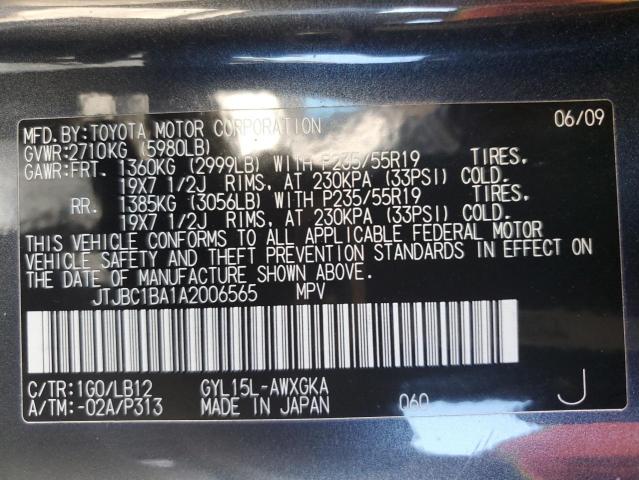 MFD.BY:TOYOTA MOTOR CORPORATION 06/09
GVWR:2710KG (5980LB)
GAWR:FRT. 1360KG (2999LB) WITH P235/55R19 TIRES,
19X7 1/2J RIMS, AT 230KPA (33PSI) COLD.
RR. 1385KG (3056LB) WITH P235/55R19 TIRES,
19X7 1/2J RIMS, AT 230KPA (33PSI) COLD.
THIS VEHICLE CONFORMS TO ALL APPLICABLE FEDERAL MOTOR
VEHICLE SAFETY AND THEFT PREVENTION STANDARDS IN EFFECT ON
THE DATE OF MANUFACTURE SHOWN ABOVE.
JTJBC1BA1A2006565 MPV
C/TR:1G0/LB12 GYL15L-AWXGKA
A/TM:-02A/P313 MADE IN JAPAN 060 J